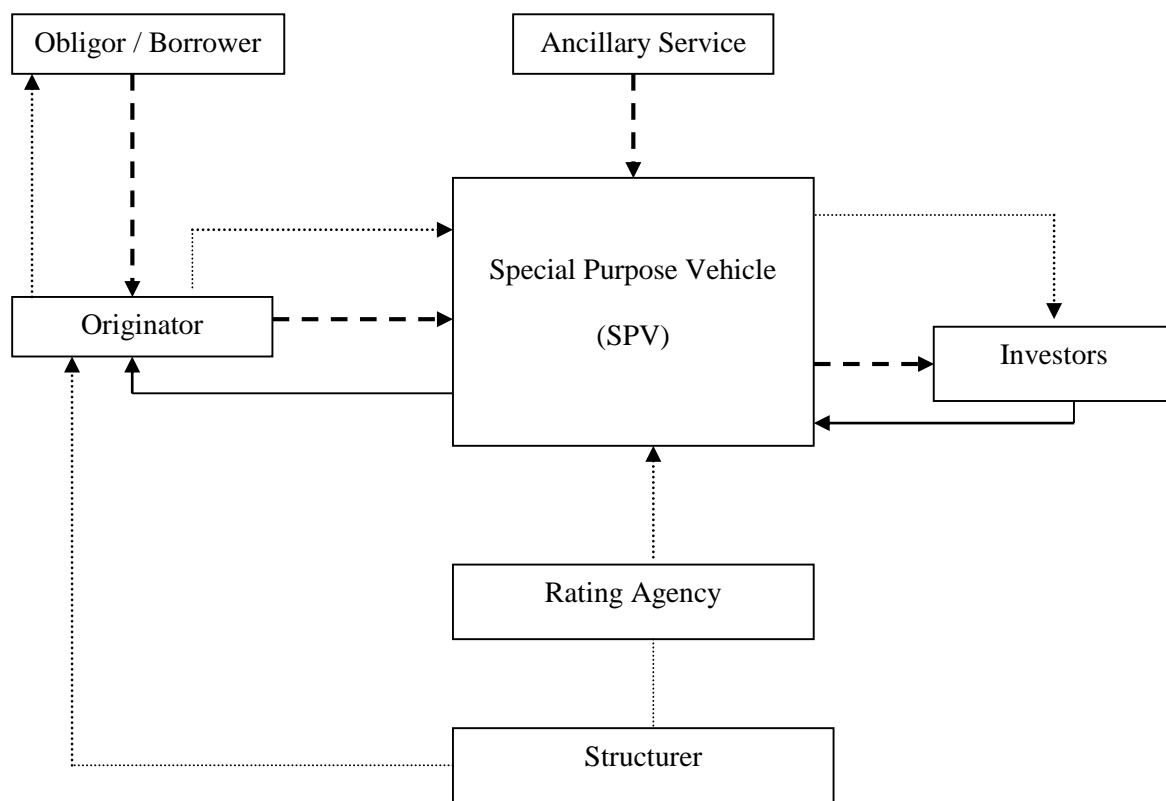 Obligor / Borrower
Ancillary Service
Special Purpose Vehicle
(SPV)
Originator
Investors
Rating Agency
Structurer